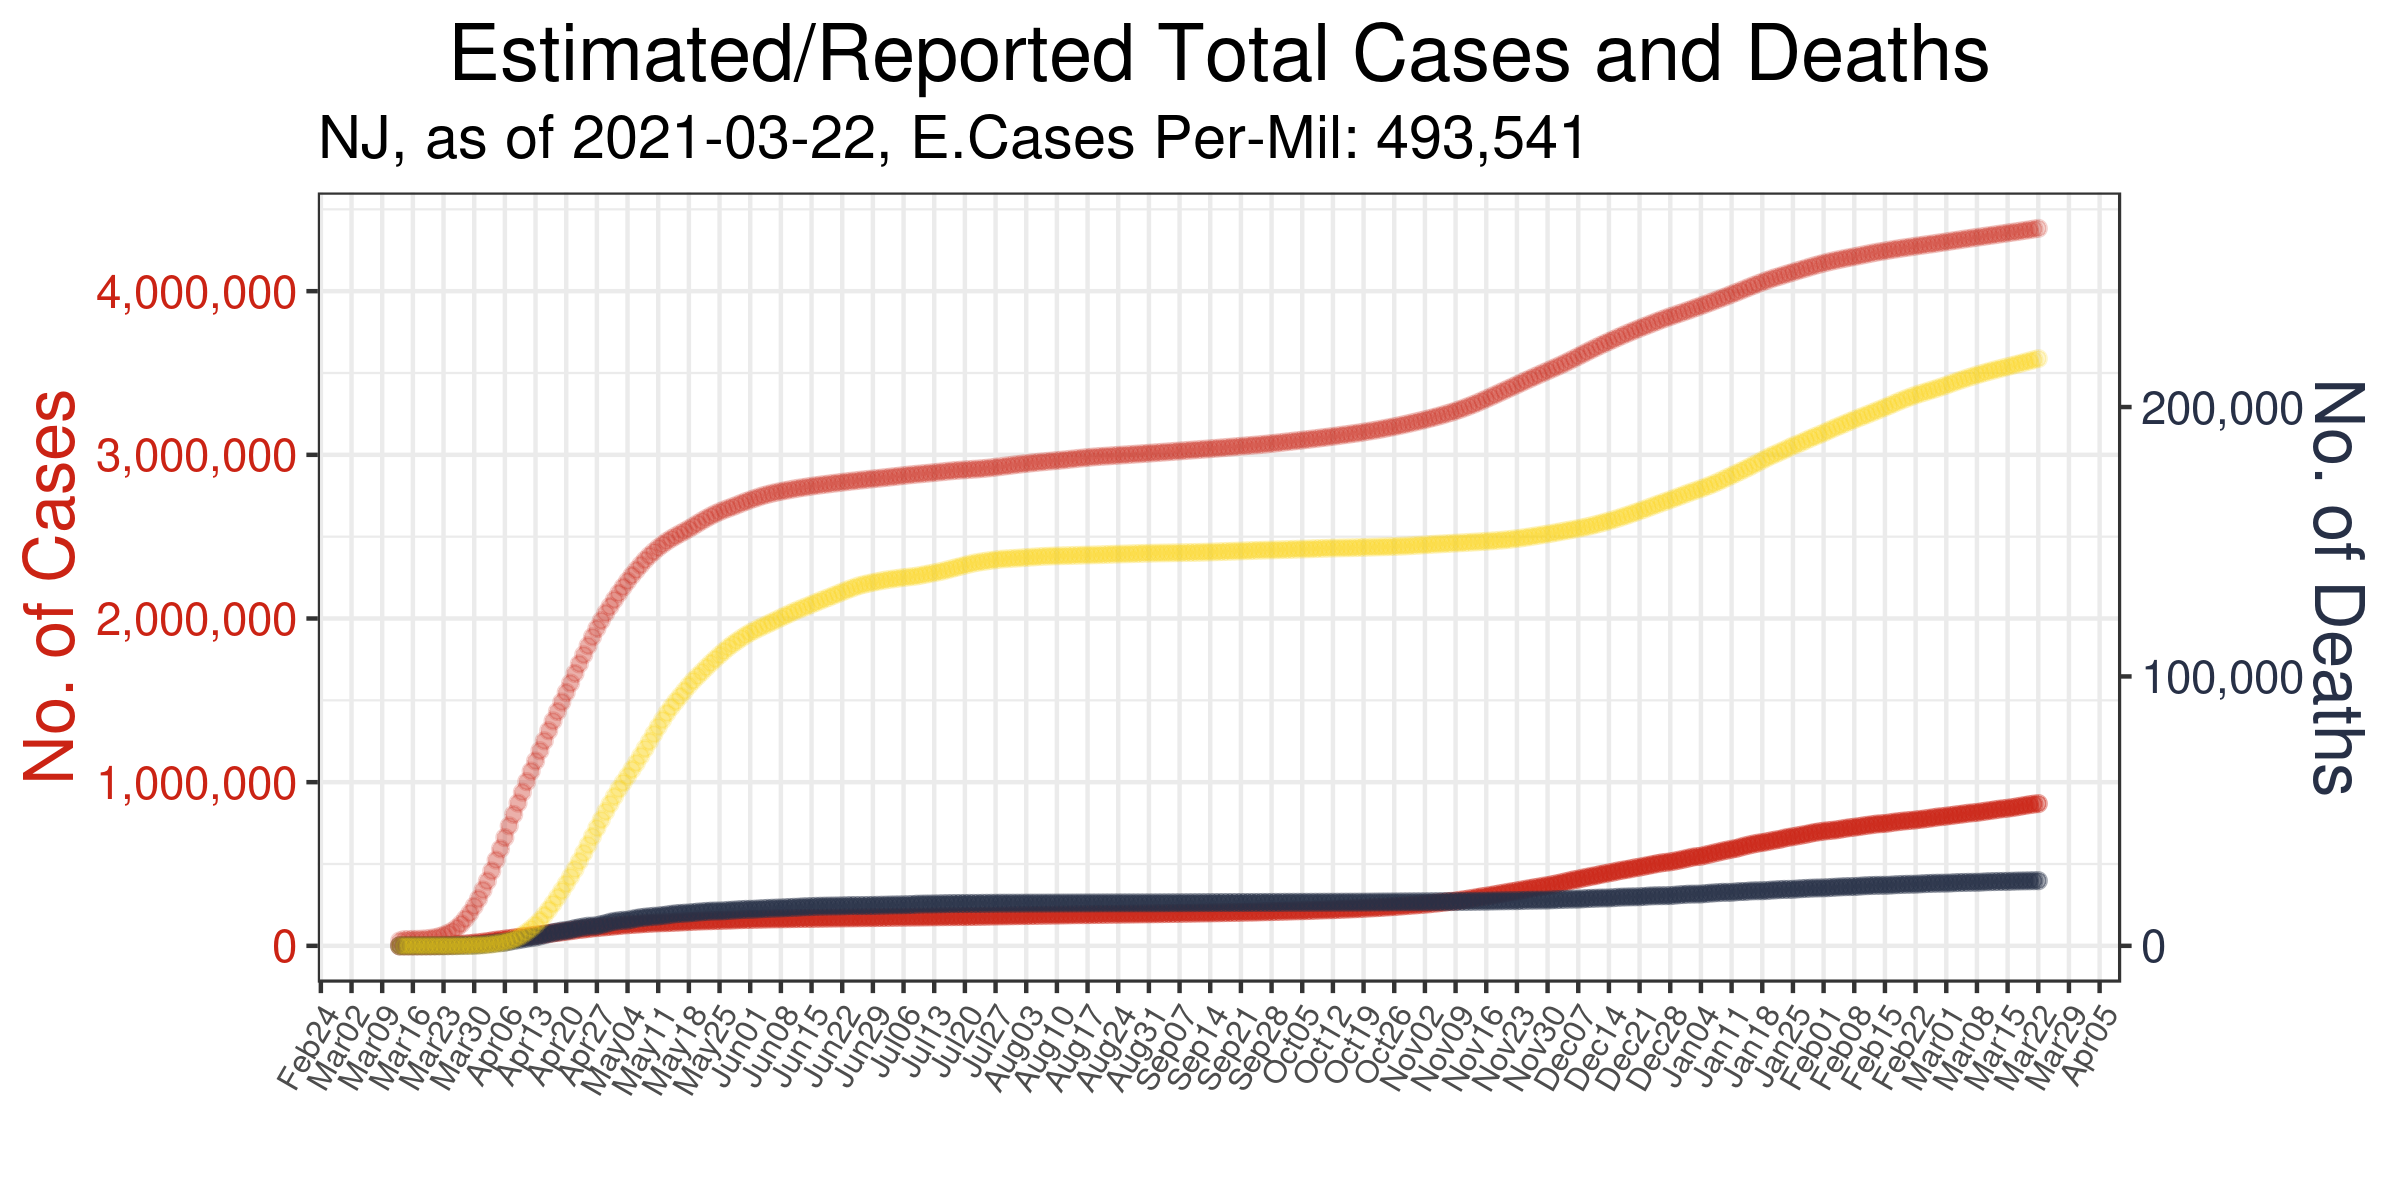 Estimated/Reported Total Cases and Deaths
NJ, as of 2021-03-22, E.Cases Per-Mil: 493,541
No. of Cases
4,000,000
3,000,000
2,000,000
1,000,000
0
200,000
100,000
0
No. of Deaths
Feb24
Mar02
Mar09
Mar16
Mar23
Mar30
Apr06
Apr13
Apr20
Apr27
May04
May11
May18
May25
Jun01
Jun08
Jun15
Jun22
Jun29
Jul06
Jul13
Jul20
Jul27
Aug03
Aug10
Aug17
Aug24
Aug31
Sep07
Sep14
Sep21
Sep28
Oct05
Oct12
Oct19
Oct26
Nov02
Nov09
Nov16
Nov23
Nov30
Dec07
Dec14
Dec21
Dec28
Jan04
Jan11
Jan18
Jan25
Feb01
Feb08
Feb15
Feb22
Mar01
Mar08
Mar15
Mar22
Mar29
Apr05